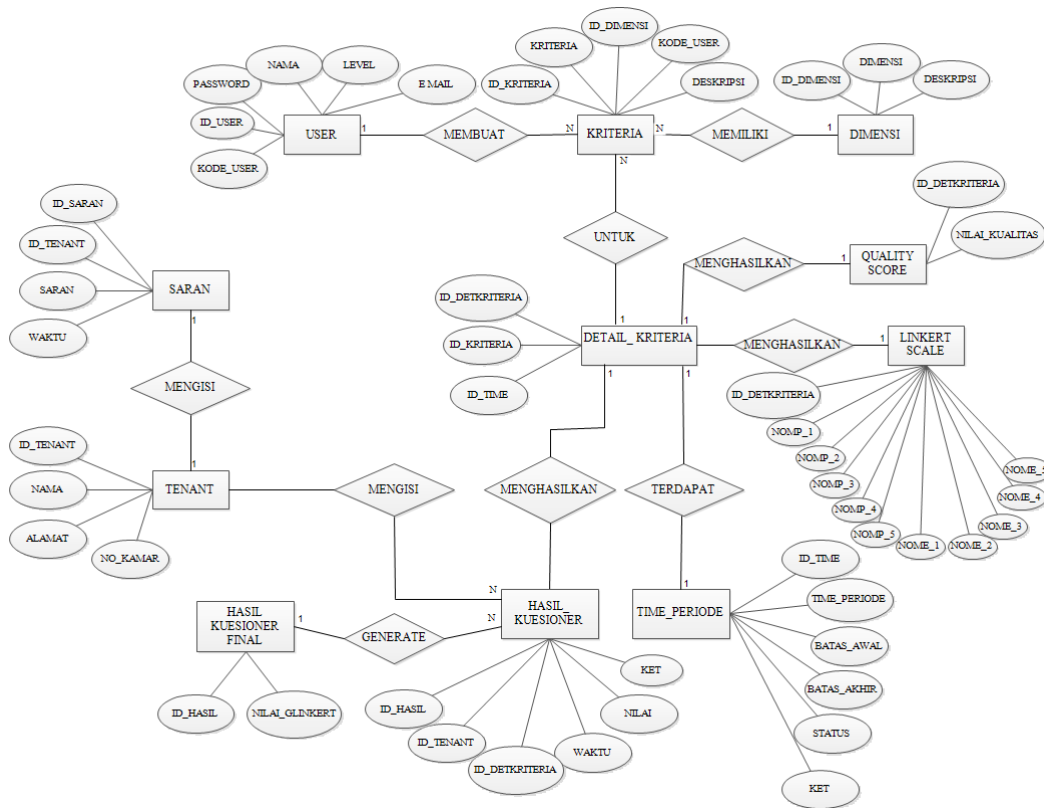 ID_DIMENSI
KRITERIA
KODE_USER
ID_KRITERIA
DESKRIPSI
NAMA
LEVEL
E MAIL
PASSWORD
ID_USER
KODE_USER
DIMENSI
ID_DIMENSI
DESKRIPSI
USER
1
MEMBUAT
N
KRITERIA
N
MEMILIKI
1
DIMENSI
N
UNTUK
1
ID_DETKRITERIA
NILAI_KUALITAS
MENGHASILKAN
1
QUALITY
SCORE
1
ID_SARAN
ID_TENANT
SARAN
WAKTU
SARAN
1
MENGISI
1
ID_DETKRITERIA
ID_KRITERIA
ID_TIME
DETAIL_ KRITERIA
1
MENGHASILKAN
1
LINKERT
SCALE
ID_DETKRITERIA
NOMP_1
NOMP_2
NOMP_3
NOMP_4
NOMP_5
NOME_1
NOME_2
NOME_3
NOME_4
NOME_5
1
1
ID_TENANT
NAMA
ALAMAT
NO_KAMAR
TENANT
MENGISI
N
MENGHASILKAN
TERDAPAT
1
HASIL
KUESIONER
FINAL
1
GENERATE
N
HASIL_
KUESIONER
TIME_PERIODE
ID_TIME
TIME_PERIODE
BATAS_AWAL
BATAS_AKHIR
STATUS
KET
ID_HASIL
NILAI_GLINKERT
ID_HASIL
ID_TENANT
ID_DETKRITERIA
WAKTU
NILAI
KET